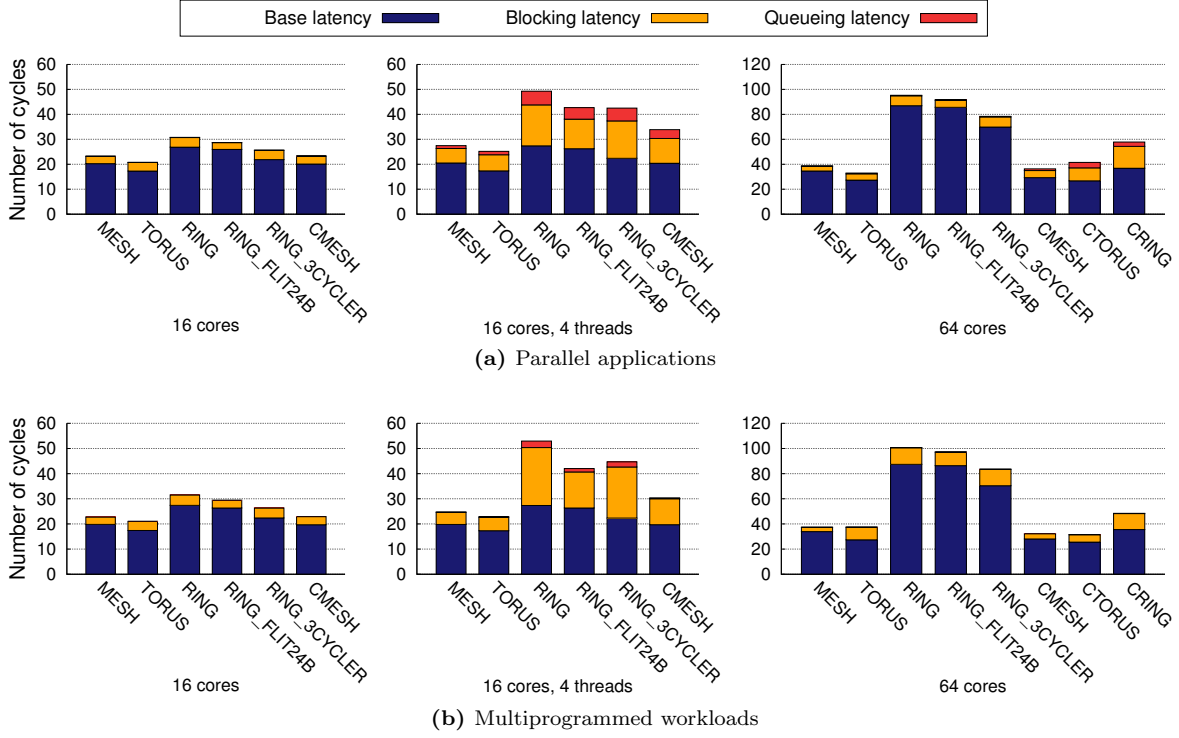 Base latency Blocking latency Queueing latency
Number of cycles
60 50 40 30 20 10 0
MESH TORUS RING RING_FLIT24B RING_3CYCLER CMESH
16 cores
60 50 40 30 20 10 0
MESH TORUS RING RING_FLIT24B RING_3CYCLER CMESH
16 cores, 4 threads
120 100 80 60 40 20 0
MESH TORUS RING RING_FLIT24B RING_3CYCLER CMESH CTORUS CRING
64 cores
(a) Parallel applications
Number of cycles
60 50 40 30 20 10 0
MESH TORUS RING RING_FLIT24B RING_3CYCLER CMESH
16 cores
60 50 40 30 20 10 0
MESH TORUS RING RING_FLIT24B RING_3CYCLER CMESH
16 cores, 4 threads
120 100 80 60 40 20 0
MESH TORUS RING RING_FLIT24B RING_3CYCLER CMESH CTORUS CRING
64 cores
(b) Multiprogrammed workloads